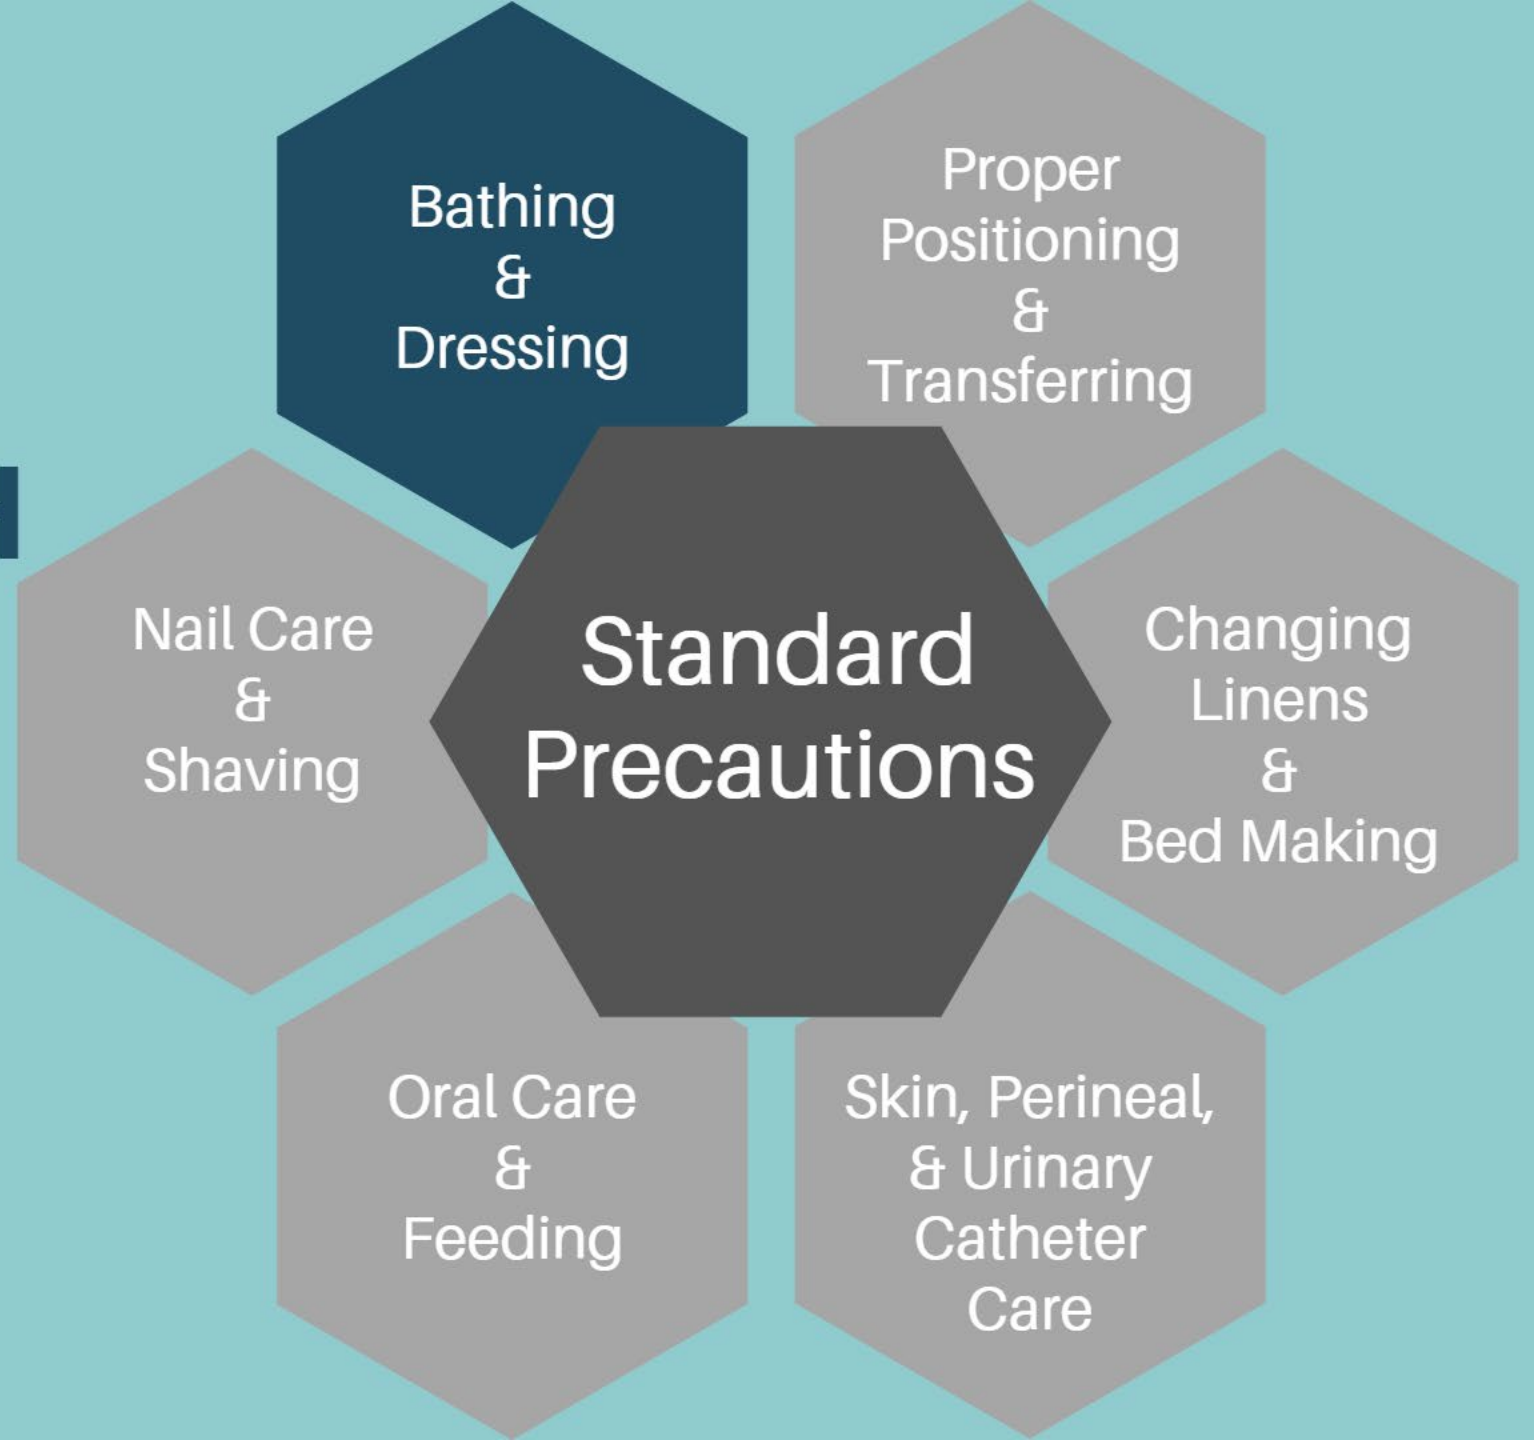 Bathing
&
Dressing
Proper
Positioning
&
Transferring
Nail Care
&
Shaving
Standard
Precautions
Changing
Linens
&
Bed Making
Oral Care
&
Feeding
Skin, Perineal,
& Urinary
Catheter
Care